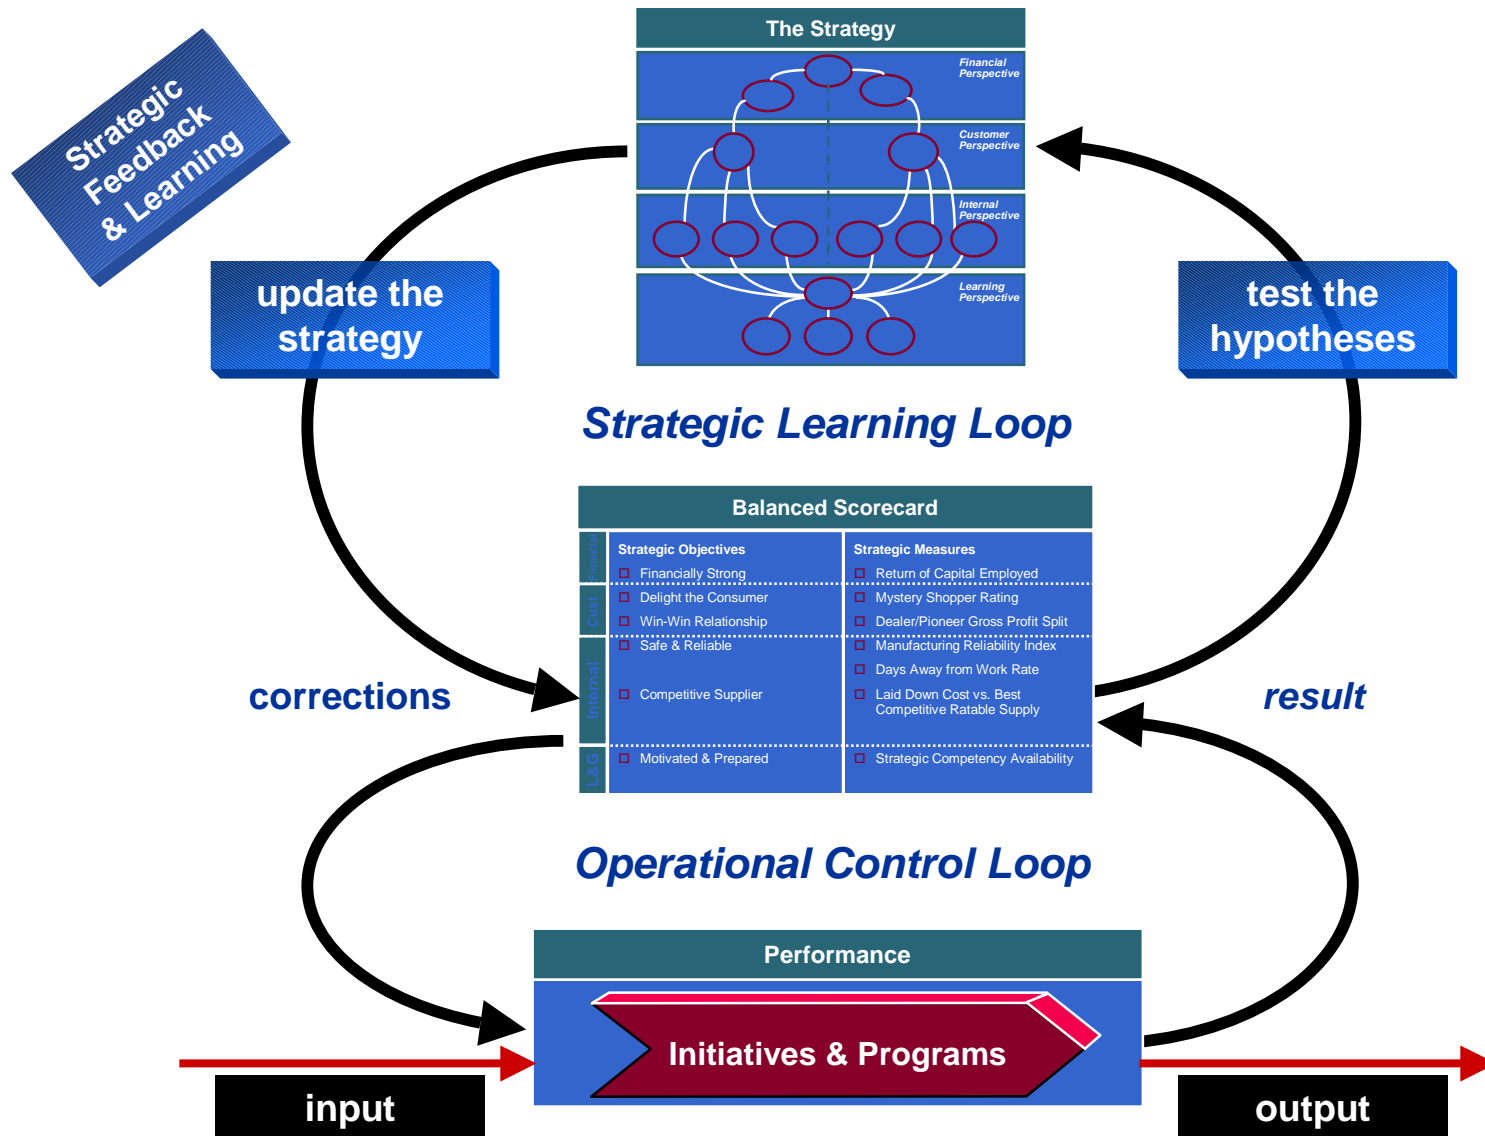 The Strategy
Financial
Perspective
Customer
Perspective
Internal
Perspective
Learning
Perspective
Strategic
Feedback
& Learning
update the
strategy
test the
hypotheses
Strategic Learning Loop
Balanced Scorecard
Financial
Strategic Objectives
Strategic Measures
Financially Strong
Return of Capital Employed
Cust
Delight the Consumer
Mystery Shopper Rating
Win-Win Relationship
Dealer/Pioneer Gross Profit Split
Internal
Safe & Reliable
Manufacturing Reliability Index
Days Away from Work Rate
Competitive Supplier
Laid Down Cost vs. Best
Competitive Ratable Supply
L&G
Motivated & Prepared
Strategic Competency Availability
corrections
result
Operational Control Loop
Performance
Initiatives & Programs
input
output